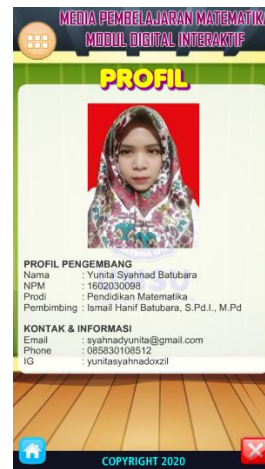 MEDIA PEMBELAJARAN MATEMATIKA
MODUL DIGITAL INTERAKTIF
PROFIL
PROFIL PENGEMBANG
Nama : Yunita Syahnad Batubara
NPM : 1602030098
Prodi : Pendidikan Matematika
Pembimbing : Ismail Hanif Batubara, S.Pd.I., M.Pd
KONTAK & INFORMASI
Email : syahnadyunita@gmail.com
Phone : 085830108512
IG : yunitasyahnadoxzil
COPYRIGHT 2020